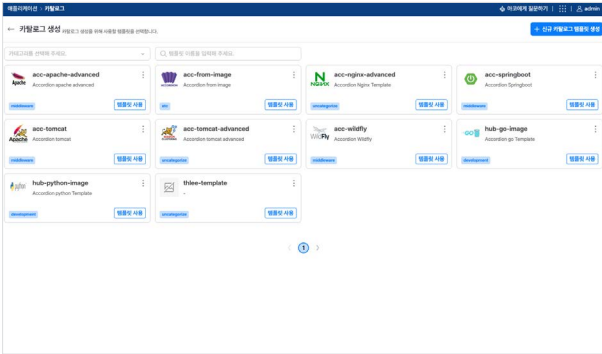 애플리케이션 > 카탈로그
아코에게 질문하기 | admin
← 카탈로그 생성 카탈로그 생성을 위해 사용할 템플릿을 선택합니다.
+ 신규 카탈로그 템플릿 생성
카테고리를 선택해 주세요.
템플릿 이름을 입력해 주세요.
acc-apache-advanced
Accordion apache advanced
middleware
템플릿 사용
acc-from-image
Accordion from image
acc
템플릿 사용
NGINX
acc-nginx-advanced
Accordion Nginx Template
uncategorize
템플릿 사용
acc-springboot
Accordion Springboot
middleware
템플릿 사용
acc-tomcat
Accordion tomcat
middleware
템플릿 사용
acc-tomcat-advanced
Accordion tomcat advanced
uncategorize
템플릿 사용
WildFly
acc-wildfly
Accordion Wildfly
middleware
템플릿 사용
hub-go-image
Accordion go Template
development
템플릿 사용
python
hub-python-image
Accordion python Template
development
템플릿 사용
thlee-template
-
uncategorize
템플릿 사용
< 1 >